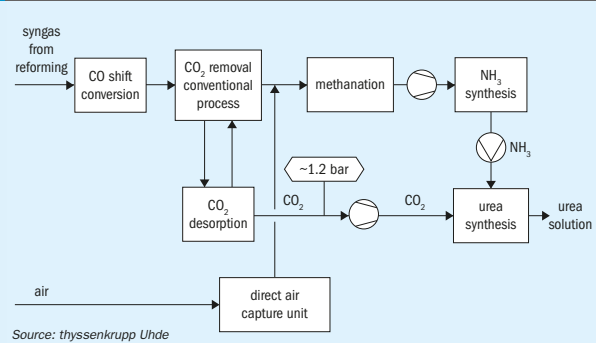 syngas
from
reforming
CO shift
conversion
CO₂ removal
conventional
process
methanation
NH₃
synthesis
NH₃
~1.2 bar
CO₂
desorption
CO₂
CO₂
urea
synthesis
urea
solution
air
direct air
capture unit
Source: thyssenkrupp Uhde